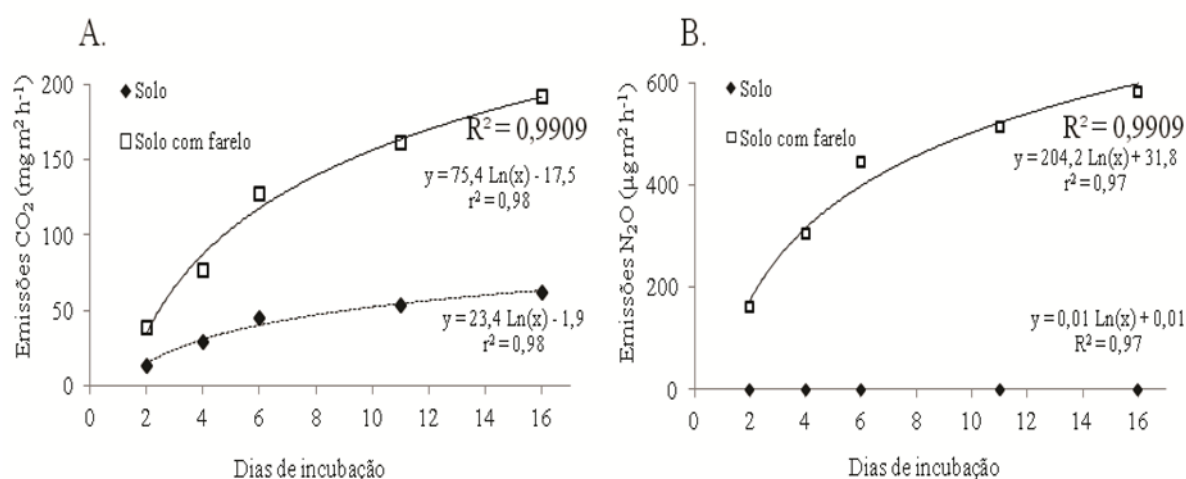 A.
Emissões CO₂ (mg m² h⁻¹)
200
150
100
50
0
Solo
Solo com farelo
R² = 0,9909
y = 75,4 Ln(x) - 17,5
r² = 0,98
y = 23,4 Ln(x) - 1,9
r² = 0,98
0 2 4 6 8 10 12 14 16
Dias de incubação
B.
Emissões N₂O (µg m² h⁻¹)
600
400
200
0
Solo
Solo com farelo
R² = 0,9909
y = 204,2 Ln(x) + 31,8
r² = 0,97
y = 0,01 Ln(x) + 0,01
R² = 0,97
0 2 4 6 8 10 12 14 16
Dias de incubação